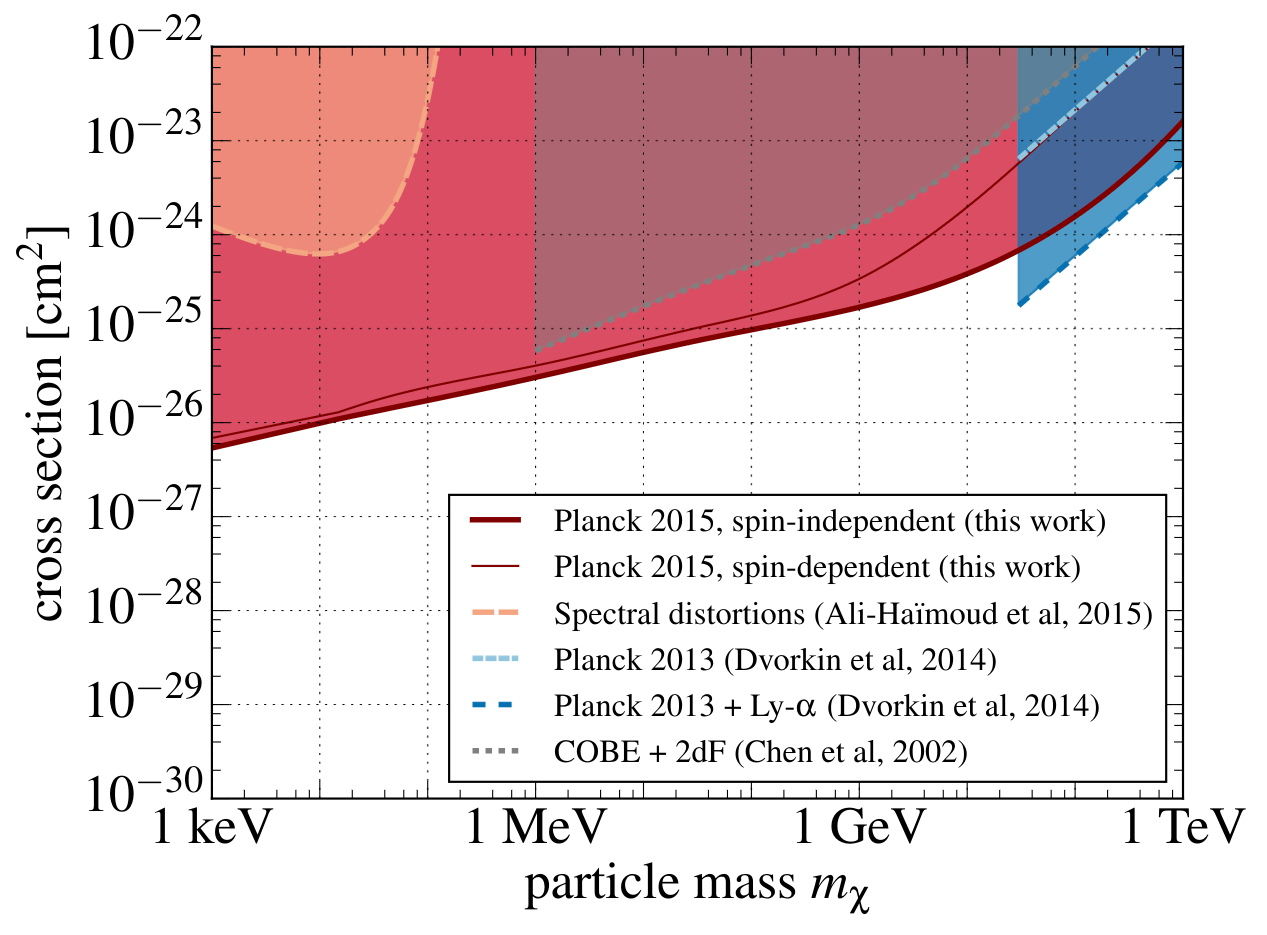 10−22
10−23
10−24
10−25
10−26
10−27
10−28
10−29
10−30
cross section [cm2]
Planck 2015, spin-independent (this work)
Planck 2015, spin-dependent (this work)
Spectral distortions (Ali-Haïmoud et al, 2015)
Planck 2013 (Dvorkin et al, 2014)
Planck 2013 + Ly-α (Dvorkin et al, 2014)
COBE + 2dF (Chen et al, 2002)
1 keV 1 MeV 1 GeV 1 TeV
particle mass mχ